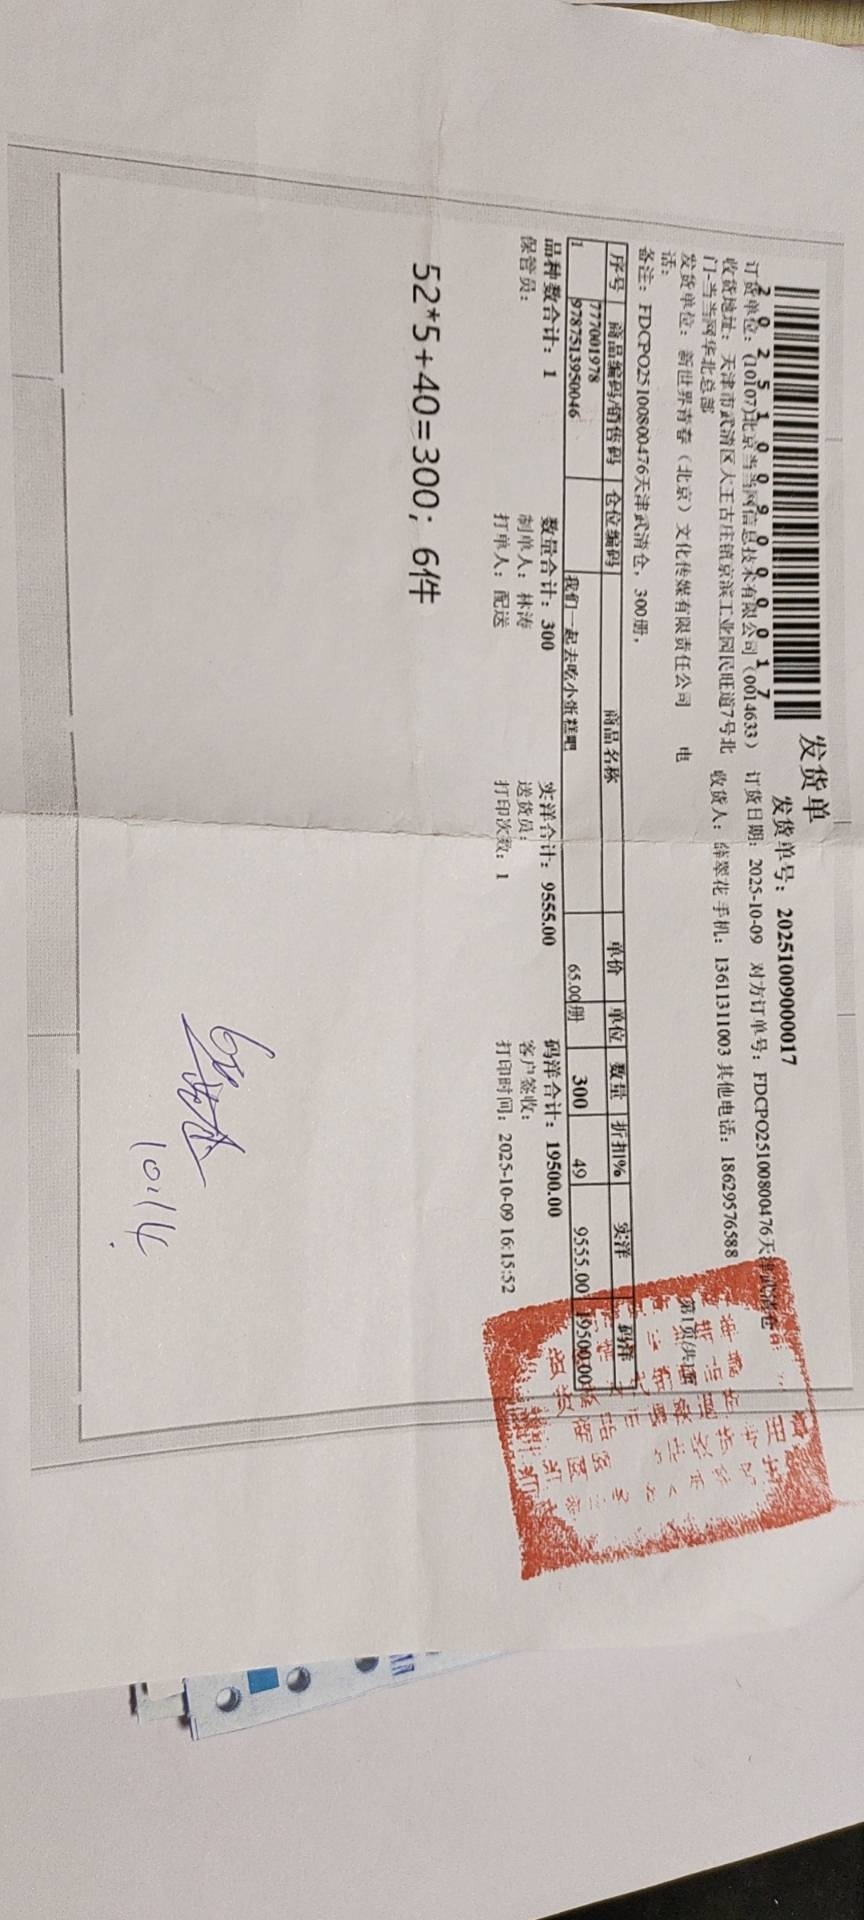 发货单
20251009000017
发货单号：20251009000017
订货单位：(10107)北京当当网信息技术有限公司（0014633） 订货日期：2025-10-09 对方订单号：FDCPO25100800476天津武清仓
收货地址：天津市武清区大王古庄镇京滨工业园民旺道7号北 收货人：薛翠花 手机：13611311003 其他电话：18629576588
门-当当网华北总部
发货单位：新世界青春（北京）文化传媒有限责任公司 电 第1页/共1页
话：
备注：FDCPO25100800476天津武清仓，300册，
序号 商品编码/销售码 仓位编码 商品名称 单价 单位 数量 折扣% 实洋 码洋
1 777001978 我们一起去吃小蛋糕吧 65.00 册 300 49 9555.00 19500.00
9787513950046
品种数合计：1 数量合计：300 实洋合计：9555.00 码洋合计：19500.00
保管员： 制单人：林涛 送货员： 客户签收：
打单人：配送 打印次数：1 打印时间：2025-10-09 16:15:52
52*5+40=300；6件
10.14